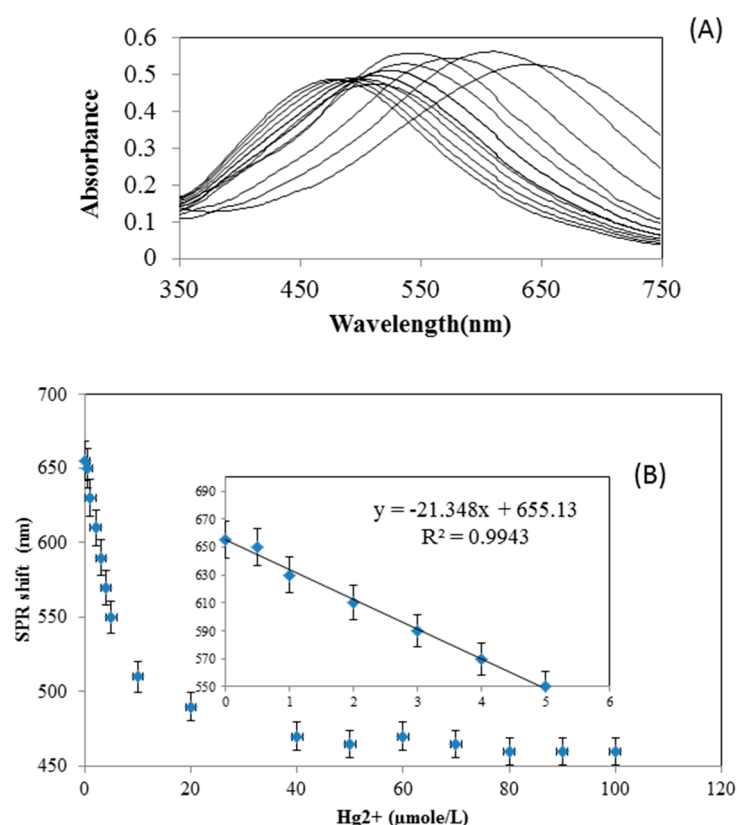 (A)
0.6
0.5
0.4
0.3
0.2
0.1
0
Absorbance
350 450 550 650 750
Wavelength(nm)
(B)
700
650
600
550
500
450
SPR shift (nm)
690
670
650
630
610
590
570
550
y = -21.348x + 655.13
R² = 0.9943
0 1 2 3 4 5 6
0 20 40 60 80 100 120
Hg2+ (µmole/L)